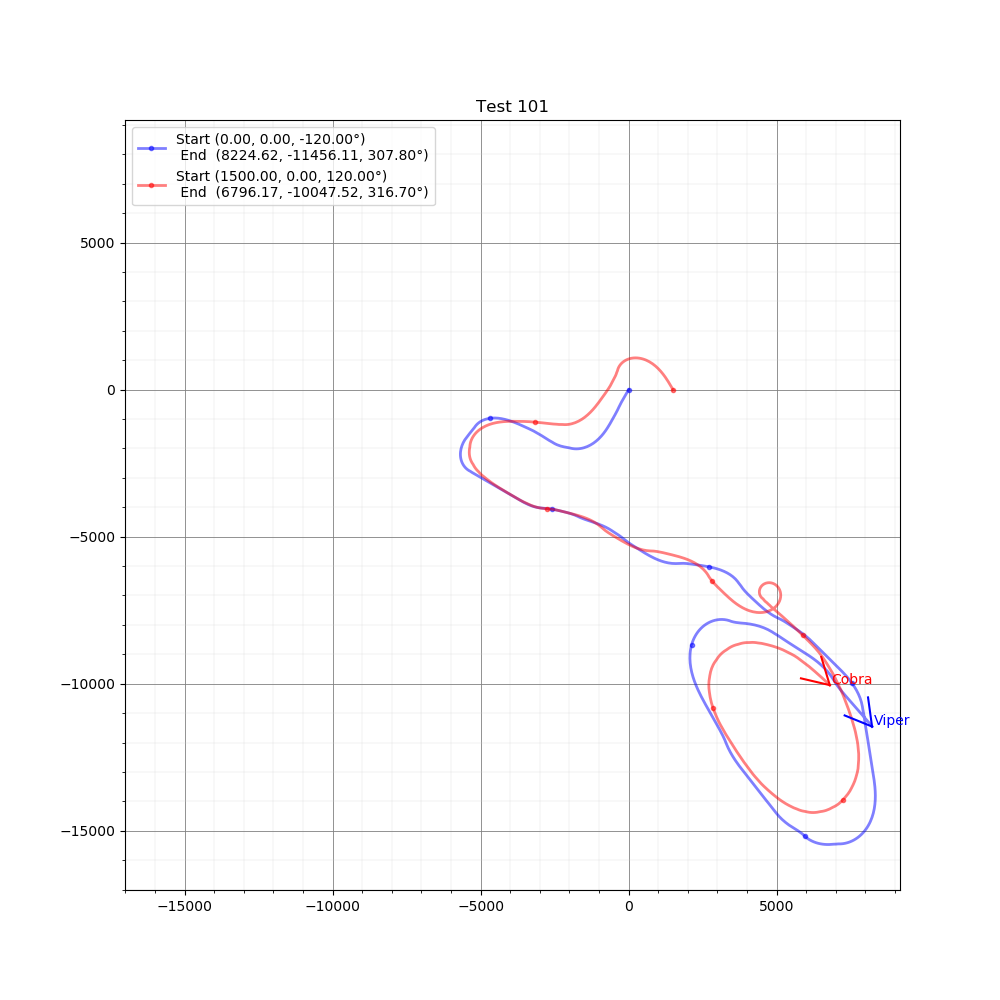 Test 101
Start (0.00, 0.00, -120.00°)
End  (8224.62, -11456.11, 307.80°)
Start (1500.00, 0.00, 120.00°)
End  (6796.17, -10047.52, 316.70°)
5000
0
−5000
−10000
−15000
Cobra
Viper
−15000
−10000
−5000
0
5000